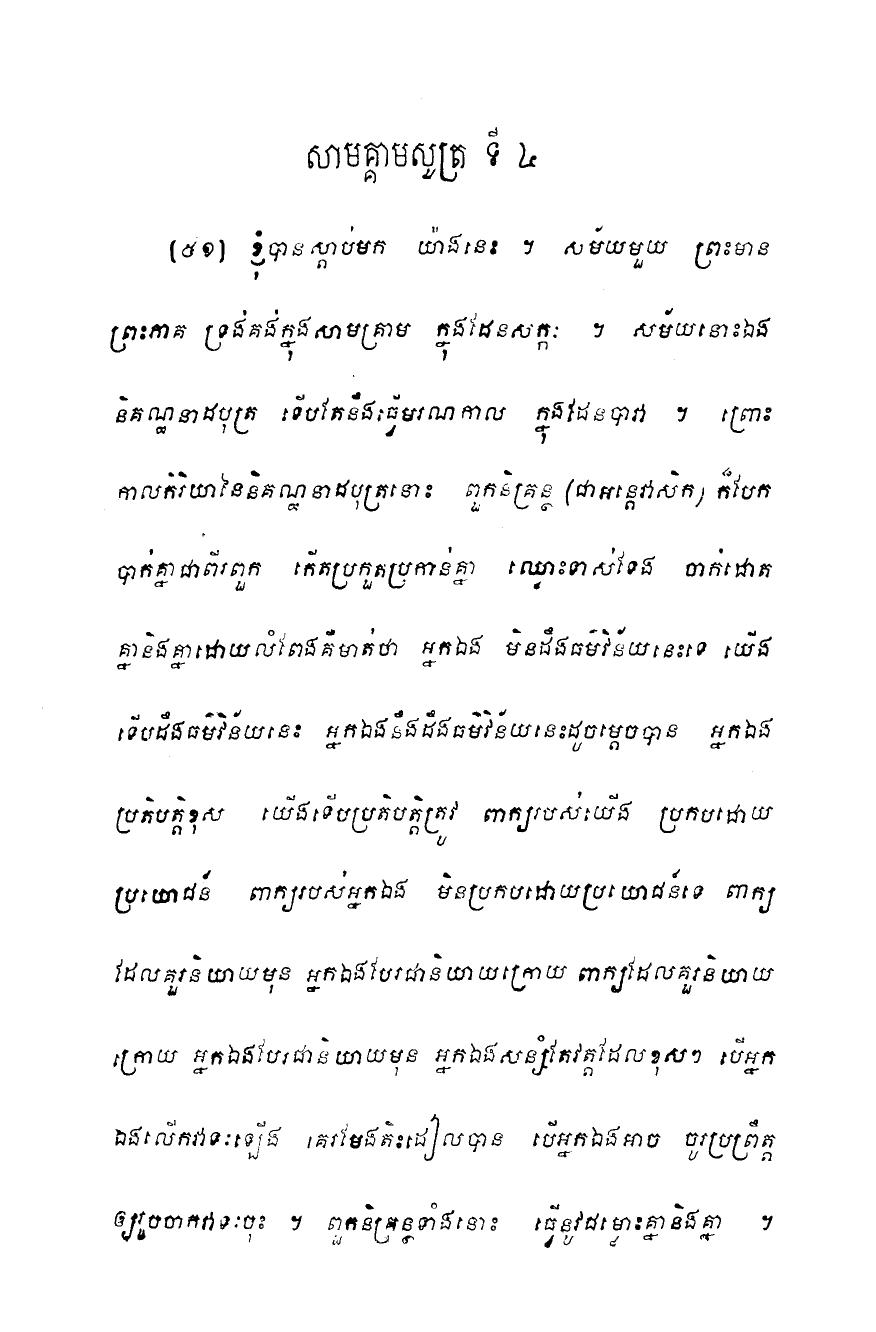 សាមគ្គាមសូត្រ ទី ៤
(៥១) ខ្ញុំបានស្តាប់មក យ៉ាងនេះ ។ សម័យមួយ ព្រះមាន
ព្រះភាគ ទ្រង់គង់ក្នុងសាមគ្រាម ក្នុងដែនសក្កៈ ។ សម័យនោះឯង
និគណ្ឋនាដបុត្រ ទើបតែនឹងធ្វើមរណកាល ក្នុងដែនបាវា ។ ព្រោះ
កាលកិរិយានៃនិគណ្ឋនាដបុត្រនោះ ពួកនិគ្រន្ថ (ជាអន្តេវាសិក) ក៏បែក
បាក់គ្នាជាពីរពួក កើតប្រកួតប្រកាន់គ្នា ឈ្មោះទាស់ទែង ចាក់ដោត
គ្នានិងគ្នាដោយលំពែងគឺមាត់ថា អ្នកឯង មិនដឹងធម៌វិន័យនេះទេ យើង
ទើបដឹងធម៌វិន័យនេះ អ្នកឯងនឹងដឹងធម៌វិន័យនេះដូចម្តេចបាន អ្នកឯង
ប្រតិបត្តិខុស យើងទើបប្រតិបត្តិត្រូវ ពាក្យរបស់យើង ប្រកបដោយ
ប្រយោជន៍ ពាក្យរបស់អ្នកឯង មិនប្រកបដោយប្រយោជន៍ទេ ពាក្យ
ដែលគួរនិយាយមុន អ្នកឯងបែរជានិយាយក្រោយ ពាក្យដែលគួរនិយាយ
ក្រោយ អ្នកឯងបែរជានិយាយមុន អ្នកឯងសន្សំតែវត្តដែលខុសៗ បើអ្នក
ឯងលើកវាទៈឡើង គេរមែងតិះដៀលបាន បើអ្នកឯងអាច ចូរប្រព្រឹត្ត
ឲ្យរួចចាកវាទៈចុះ ។ ពួកនិគ្រន្ថទាំងនោះ ធ្វើនូវជម្លោះគ្នានិងគ្នា ។